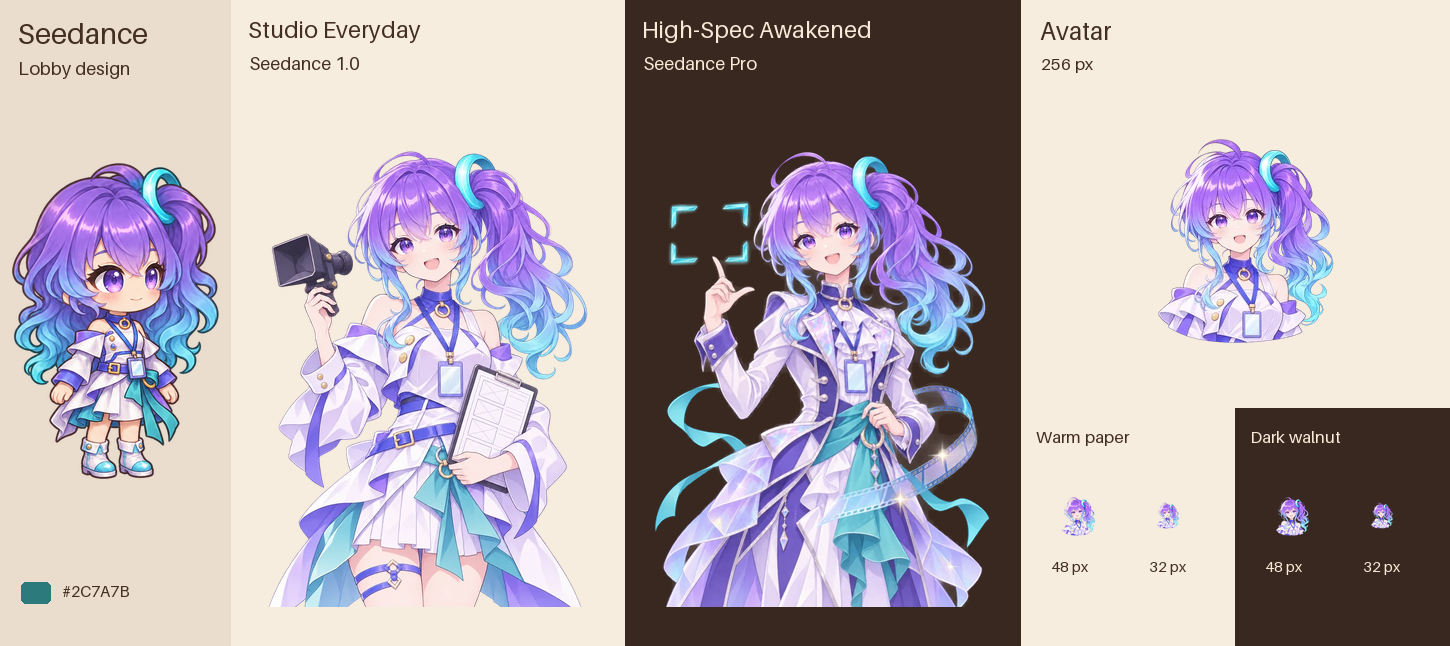 Seedance
Lobby design
#2C7A7B
Studio Everyday
Seedance 1.0
High-Spec Awakened
Seedance Pro
Avatar
256 px
Warm paper
48 px
32 px
Dark walnut
48 px
32 px